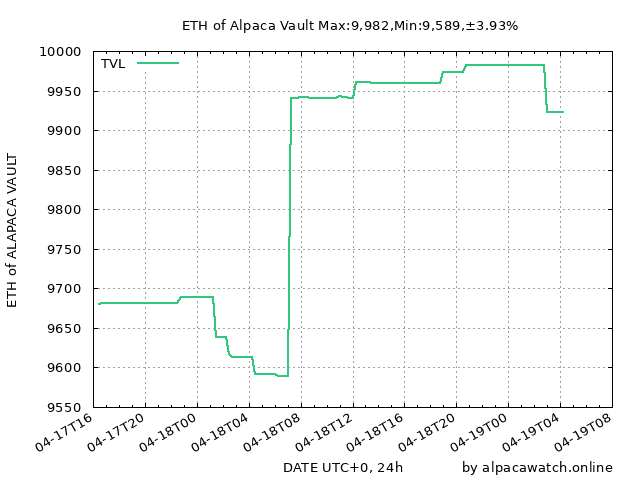 ETH of Alpaca Vault Max:9,982,Min:9,589,±3.93%
TVL
10000
9950
9900
9850
9800
9750
9700
9650
9600
9550
ETH of ALAPACA VAULT
04-17T16
04-17T20
04-18T00
04-18T04
04-18T08
04-18T12
04-18T16
04-18T20
04-19T00
04-19T04
04-19T08
DATE UTC+0, 24h
by alpacawatch.online